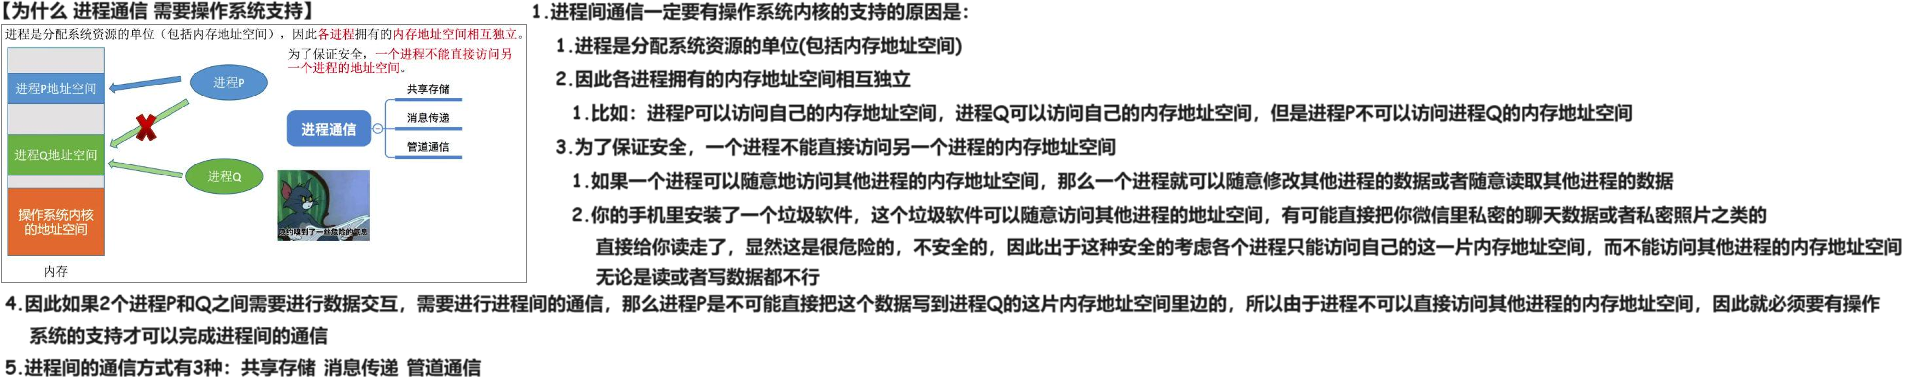 【为什么 进程通信 需要操作系统支持】
进程是分配系统资源的单位（包括内存地址空间），因此各进程拥有的内存地址空间相互独立。
为了保证安全，一个进程不能直接访问另
一个进程的地址空间。
进程P地址空间
进程P
进程Q地址空间
进程Q
操作系统内核
的地址空间
内存
进程通信
共享存储
消息传递
管道通信
1.进程间通信一定要有操作系统内核的支持的原因是：
1.进程是分配系统资源的单位(包括内存地址空间)
2.因此各进程拥有的内存地址空间相互独立
1.比如：进程P可以访问自己的内存地址空间，进程Q可以访问自己的内存地址空间，但是进程P不可以访问进程Q的内存地址空间
3.为了保证安全，一个进程不能直接访问另一个进程的内存地址空间
1.如果一个进程可以随意地访问其他进程的内存地址空间，那么一个进程就可以随意修改其他进程的数据或者随意读取其他进程的数据
2.你的手机里安装了一个垃圾软件，这个垃圾软件可以随意访问其他进程的地址空间，有可能直接把你微信里私密的聊天数据或者私密照片之类的
直接给你读走了，显然这是很危险的，不安全的，因此出于这种安全的考虑各个进程只能访问自己的这一片内存地址空间，而不能访问其他进程的内存地址空间
无论是读或者写数据都不行
4.因此如果2个进程P和Q之间需要进行数据交互，需要进行进程间的通信，那么进程P是不可能直接把这个数据写到进程Q的这片内存地址空间里边的，所以由于进程不可以直接访问其他进程的内存地址空间，因此就必须要有操作
系统的支持才可以完成进程间的通信
5.进程间的通信方式有3种：共享存储 消息传递 管道通信